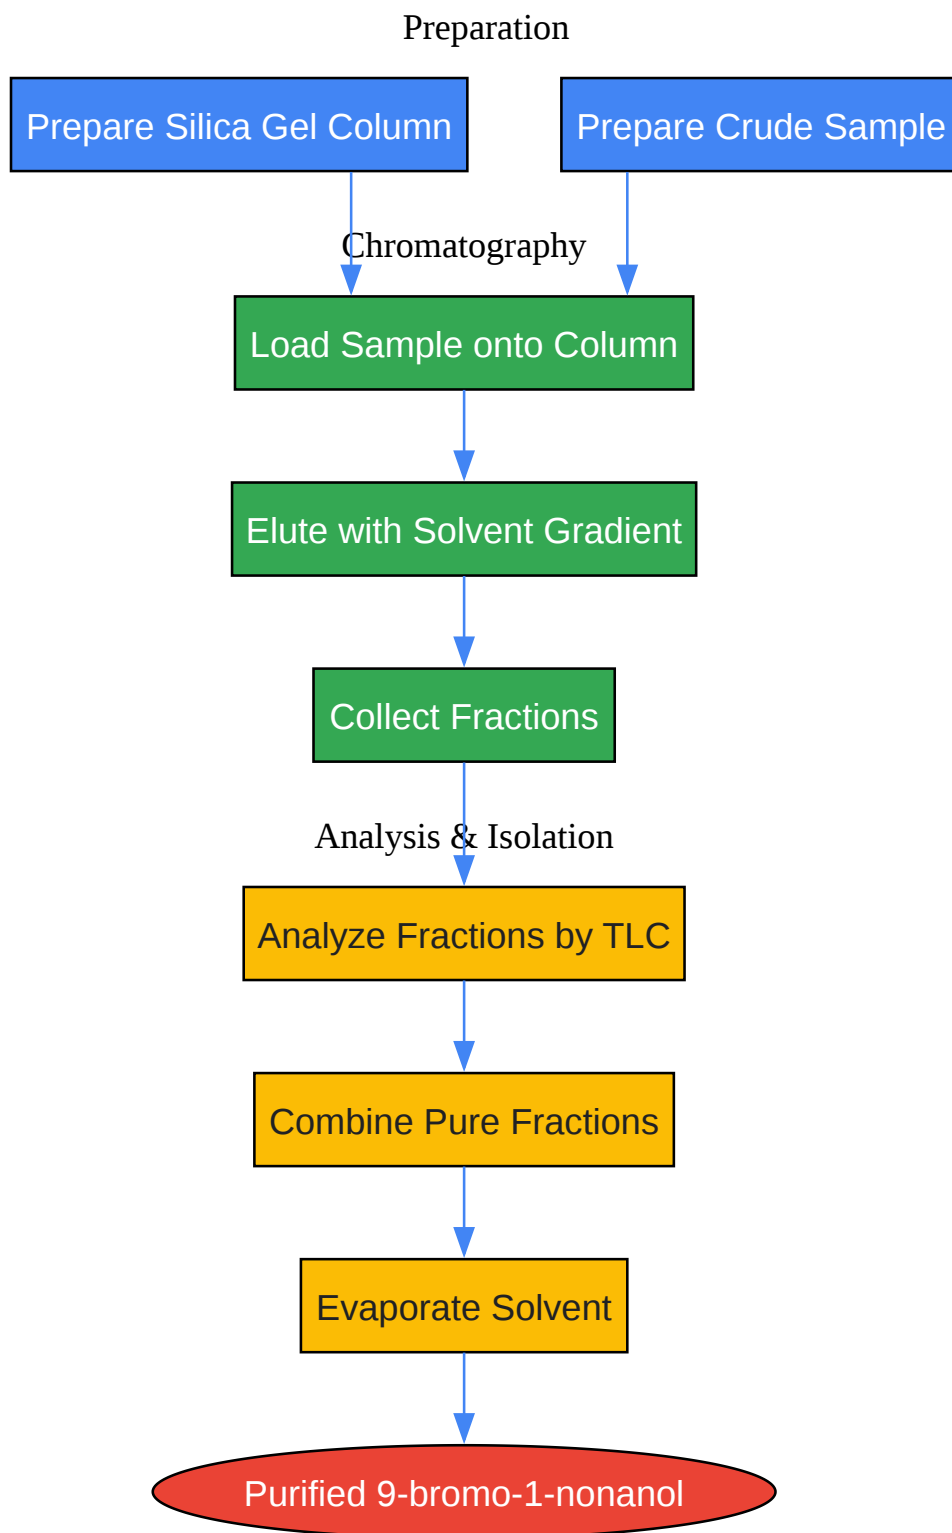 Preparation
Prepare Silica Gel Column
Prepare Crude Sample
Chromatography
Load Sample onto Column
Elute with Solvent Gradient
Collect Fractions
Analysis & Isolation
Analyze Fractions by TLC
Combine Pure Fractions
Evaporate Solvent
Purified 9-bromo-1-nonanol